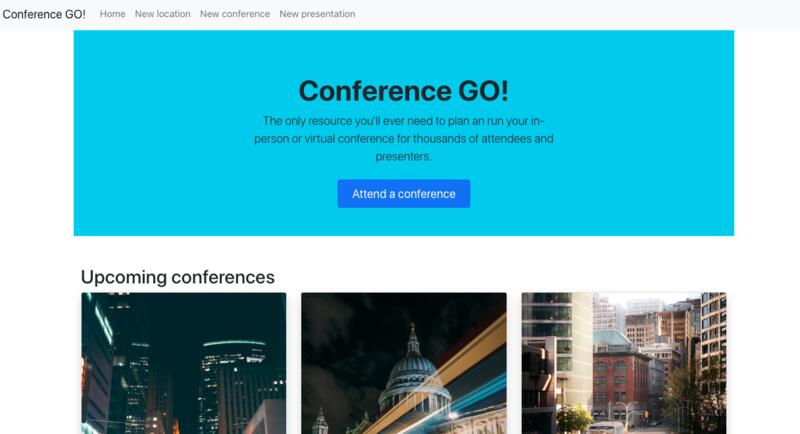 Conference GO! Home New location New conference New presentation
Conference GO!
The only resource you'll ever need to plan an run your in-
person or virtual conference for thousands of attendees and
presenters.
Attend a conference
Upcoming conferences